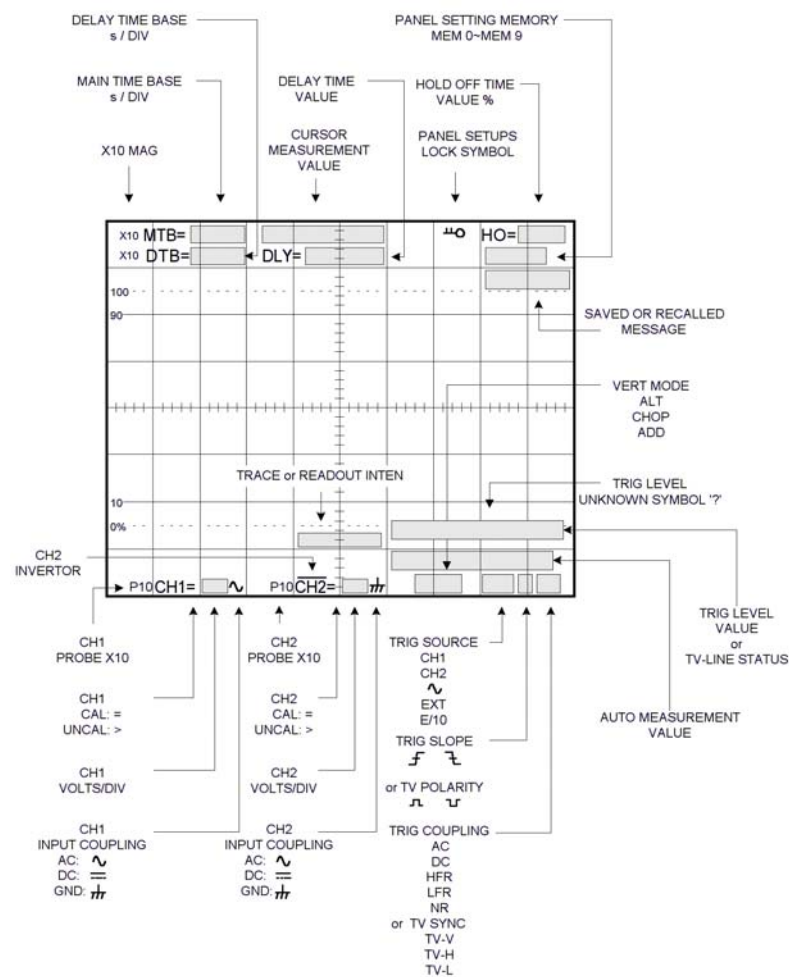 DELAY TIME BASE
s / DIV
PANEL SETTING MEMORY
MEM 0~MEM 9
MAIN TIME BASE
s / DIV
DELAY TIME
VALUE
HOLD OFF TIME
VALUE %
X10 MAG
CURSOR
MEASUREMENT
VALUE
PANEL SETUPS
LOCK SYMBOL
X10 MTB=
HO=
X10 DTB=
DLY=
100
90
SAVED OR RECALLED
MESSAGE
VERT MODE
ALT
CHOP
ADD
TRACE or READOUT INTEN
TRIG LEVEL
UNKNOWN SYMBOL '?'
10
0%
CH2
INVERTOR
P10 CH1=
P10 CH2=
TRIG LEVEL
VALUE
or
TV-LINE STATUS
AUTO MEASUREMENT
VALUE
CH1
PROBE X10
CH2
PROBE X10
TRIG SOURCE
CH1
CH2
EXT
E/10
CH1
CAL: =
UNCAL: >
CH2
CAL: =
UNCAL: >
TRIG SLOPE
or TV POLARITY
CH1
VOLTS/DIV
CH2
VOLTS/DIV
CH1
INPUT COUPLING
AC:
DC:
GND:
CH2
INPUT COUPLING
AC:
DC:
GND:
TRIG COUPLING
AC
DC
HFR
LFR
NR
or TV SYNC
TV-V
TV-H
TV-L